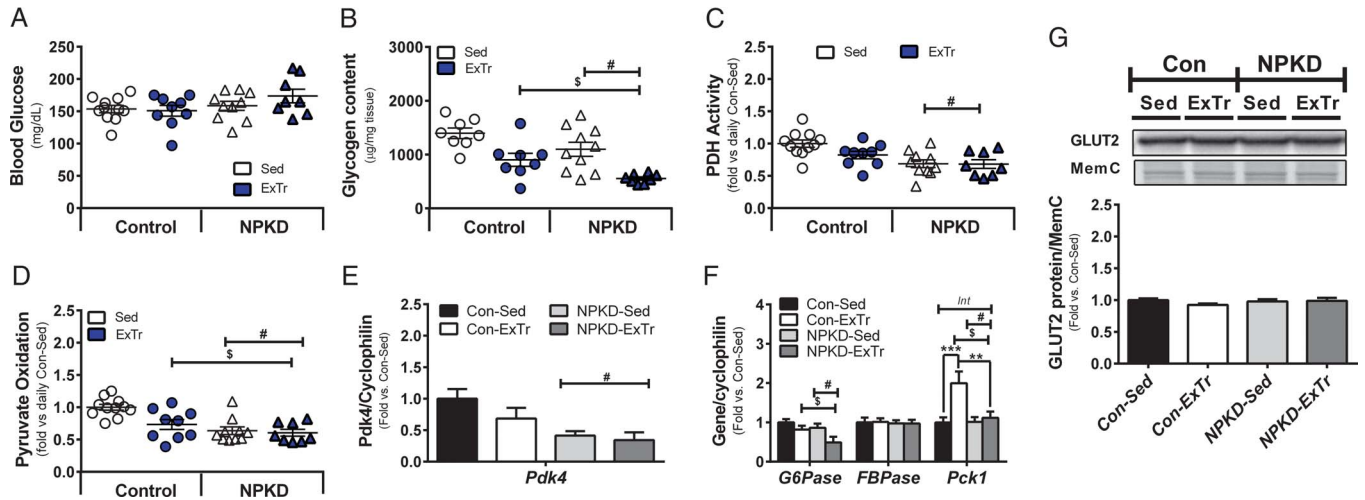 A
Blood Glucose
(mg/dL)
250
200
150
100
50
0
Sed
ExTr
Control NPKD
B
Glycogen content
(µg/mg tissue)
3000
2000
1000
0
Sed
ExTr
#
$
Control NPKD
C
PDH Activity
(fold vs daily Con-Sed)
2.5
2.0
1.5
1.0
0.5
0.0
Sed ExTr
#
Control NPKD
D
Pyruvate Oxidation
(fold vs daily Con-Sed)
2.5
2.0
1.5
1.0
0.5
0.0
Sed
ExTr
#
$
Control NPKD
E
Pdk4/Cyclophilin
(Fold vs. Con-Sed)
2.5
2.0
1.5
1.0
0.5
0.0
Con-Sed NPKD-Sed
Con-ExTr NPKD-ExTr
#
Pdk4
F
Gene/cyclophilin
(Fold vs. Con-Sed)
4
3
2
1
0
Con-Sed
Con-ExTr
NPKD-Sed
NPKD-ExTr
#
$
Int
#
$
*** **
G6Pase FBPase Pck1
G
Con NPKD
Sed ExTr Sed ExTr
GLUT2
MemC
GLUT2 protein/MemC
(Fold vs. Con-Sed)
2.5
2.0
1.5
1.0
0.5
0.0
Con-Sed
Con-ExTr
NPKD-Sed
NPKD-ExTr